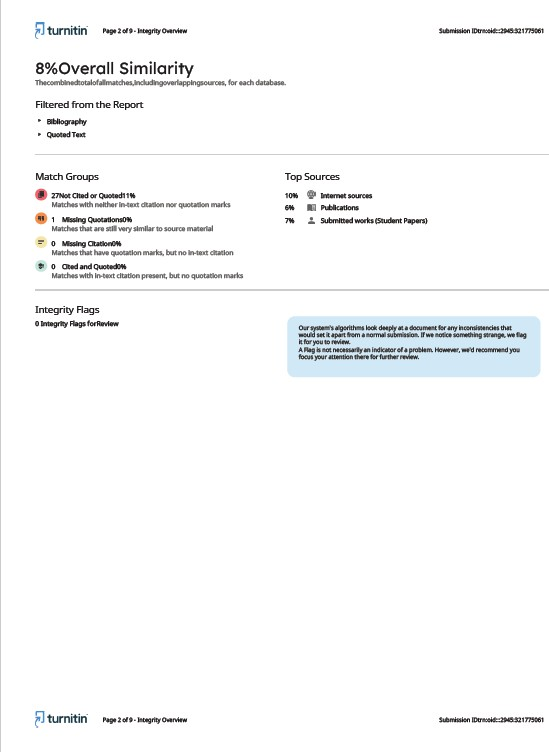 turnitin Page 2 of 9 - Integrity Overview Submission IDtrn:oid:::2945:321775061
8%Overall Similarity
Thecombinedtotalofallmatches,includingoverlappingsources, for each database.
Filtered from the Report
Bibliography
Quoted Text
Match Groups
27Not Cited or Quoted11%
Matches with neither in-text citation nor quotation marks
1 Missing Quotations0%
Matches that are still very similar to source material
0 Missing Citation0%
Matches that have quotation marks, but no in-text citation
0 Cited and Quoted0%
Matches with in-text citation present, but no quotation marks
Top Sources
10% Internet sources
6% Publications
7% Submitted works (Student Papers)
Integrity Flags
0 Integrity Flags forReview
Our system's algorithms look deeply at a document for any inconsistencies that
would set it apart from a normal submission. If we notice something strange, we flag
it for you to review.
A Flag is not necessarily an indicator of a problem. However, we'd recommend you
focus your attention there for further review.
turnitin Page 2 of 9 - Integrity Overview Submission IDtrn:oid:::2945:321775061